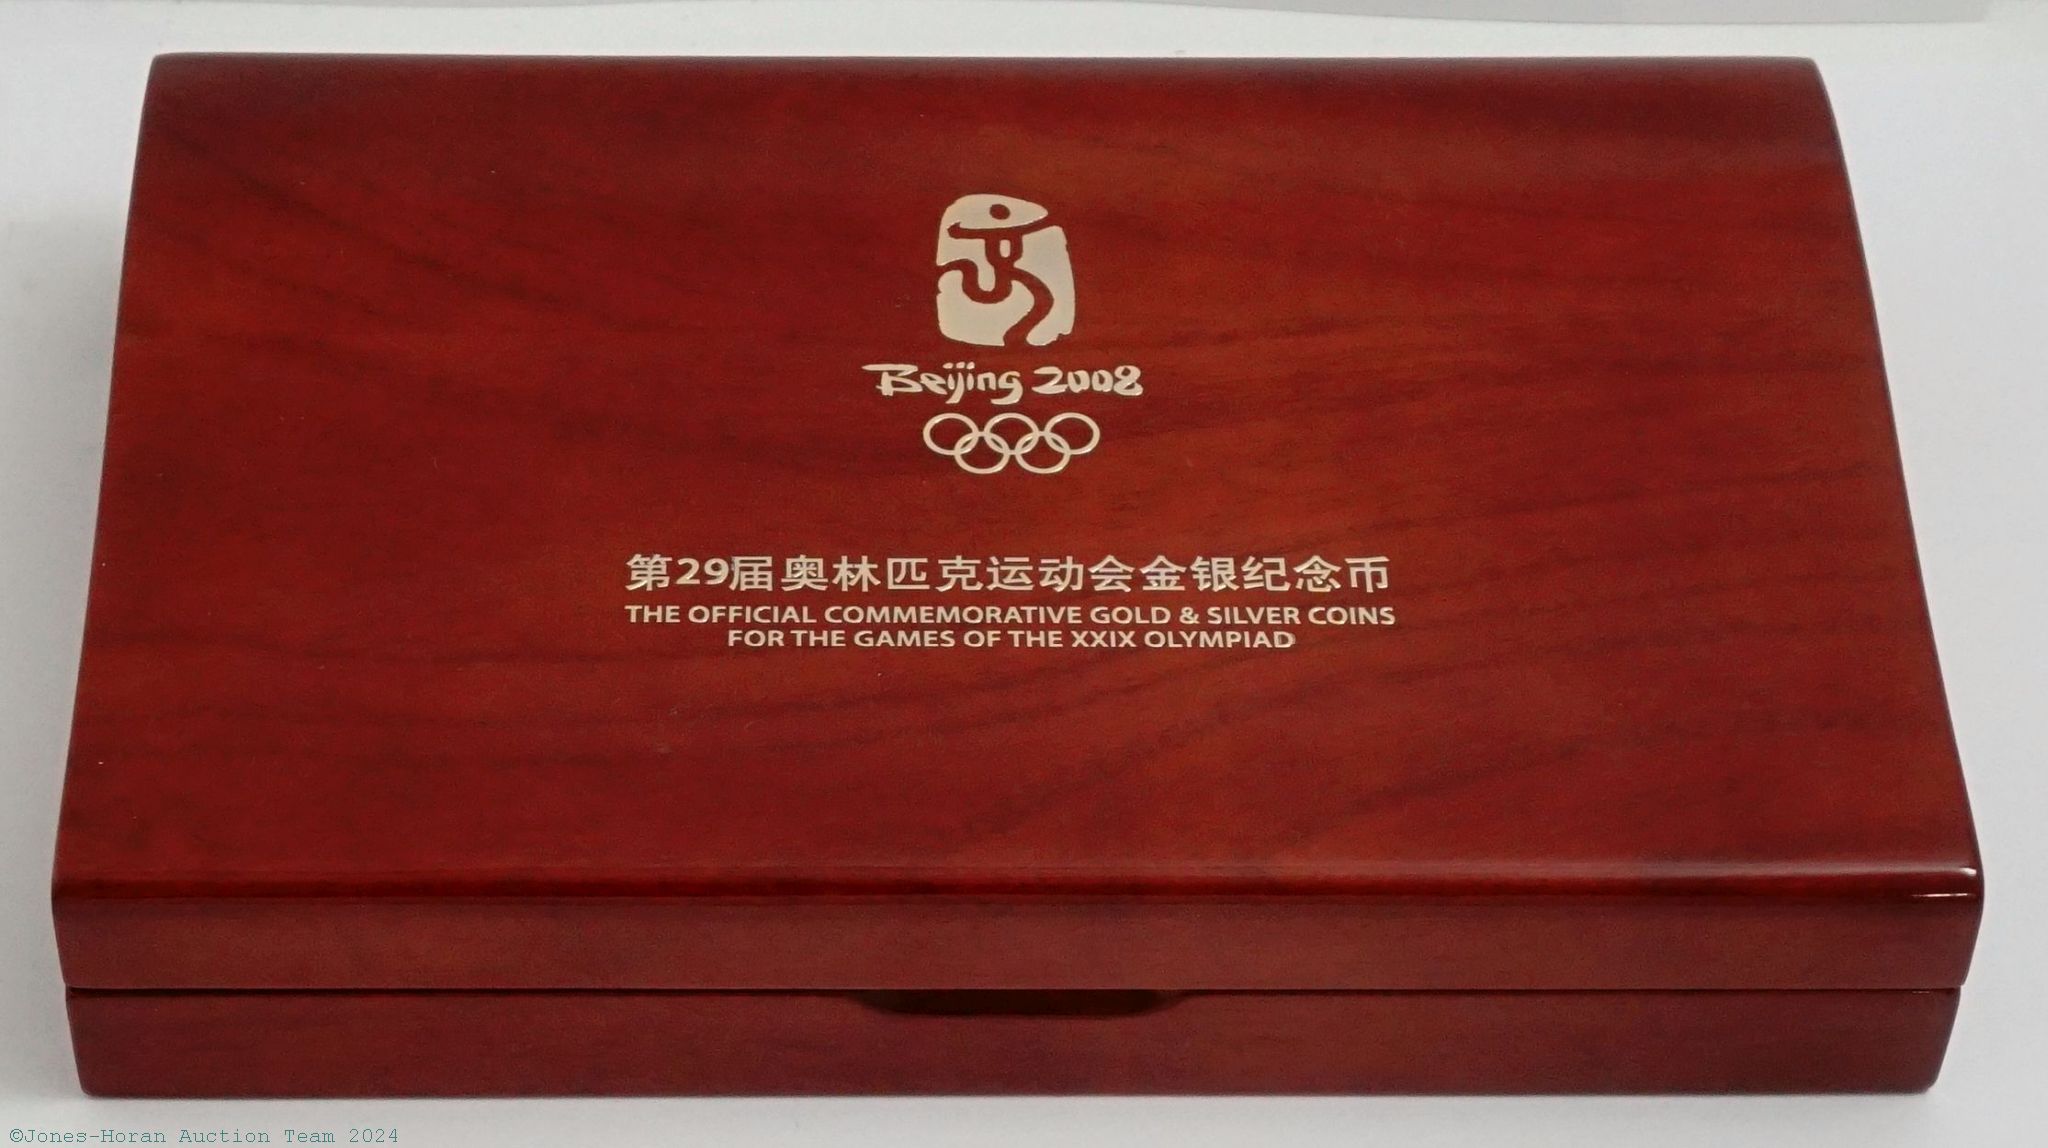 Beijing 2008
第29届奥林匹克运动会金银纪念币
THE OFFICIAL COMMEMORATIVE GOLD & SILVER COINS
FOR THE GAMES OF THE XXIX OLYMPIAD
©Jones-Horan Auction Team 2024